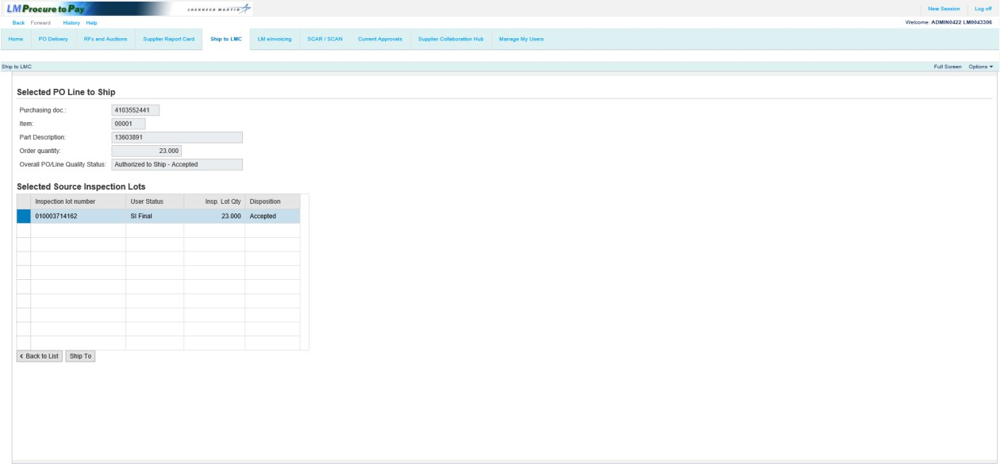 LM Procure to Pay LOCKHEED MARTIN New Session Log off
Back Forward History Help Welcome: ADMIN0422 LM0043306
Home PO Delivery RFs and Auctions Supplier Report Card Ship to LMC LM eInvoicing SCAR / SCAN Current Approvals Supplier Collaboration Hub Manage My Users
Ship to LMC Full Screen Options
Selected PO Line to Ship
Purchasing doc.: 4103552441
Item: 00001
Part Description: 13603891
Order quantity: 23.000
Overall PO/Line Quality Status: Authorized to Ship - Accepted
Selected Source Inspection Lots
Inspection lot number User Status Insp. Lot Qty Disposition
010003714162 SI Final 23.000 Accepted
Back to List Ship To